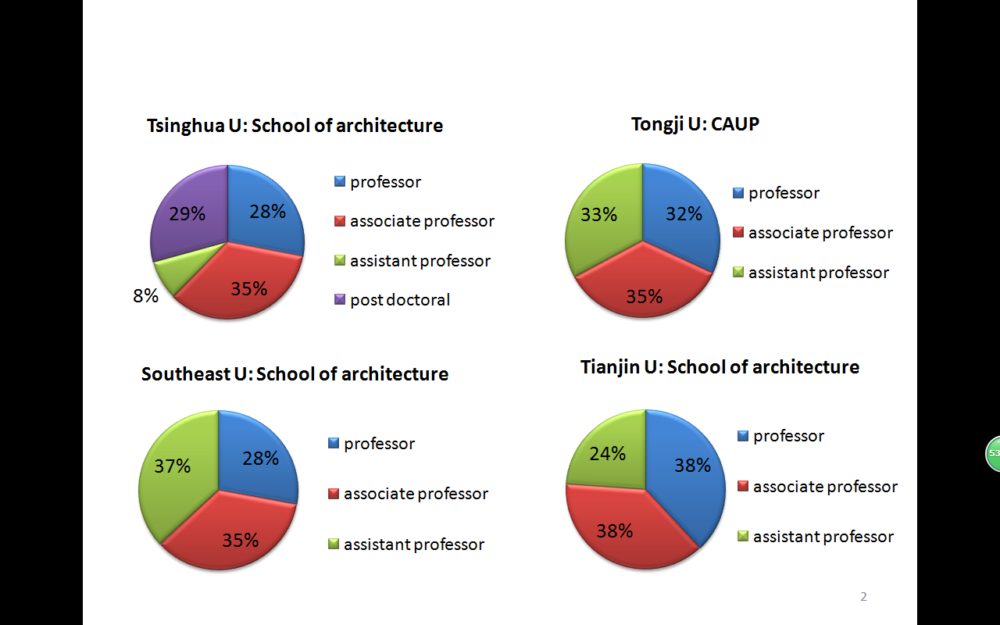 Tsinghua U: School of architecture
29%
28%
8%
35%
professor
associate professor
assistant professor
post doctoral
Tongji U: CAUP
33%
32%
35%
professor
associate professor
assistant professor
Southeast U: School of architecture
37%
28%
35%
professor
associate professor
assistant professor
Tianjin U: School of architecture
24%
38%
38%
professor
associate professor
assistant professor
53
2